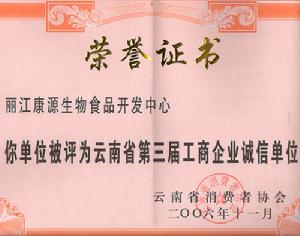 荣誉证书
丽江康源生物食品开发中心
你单位被评为云南省第三届工商企业诚信单位
云南省消费者协会
二〇〇六年十一月